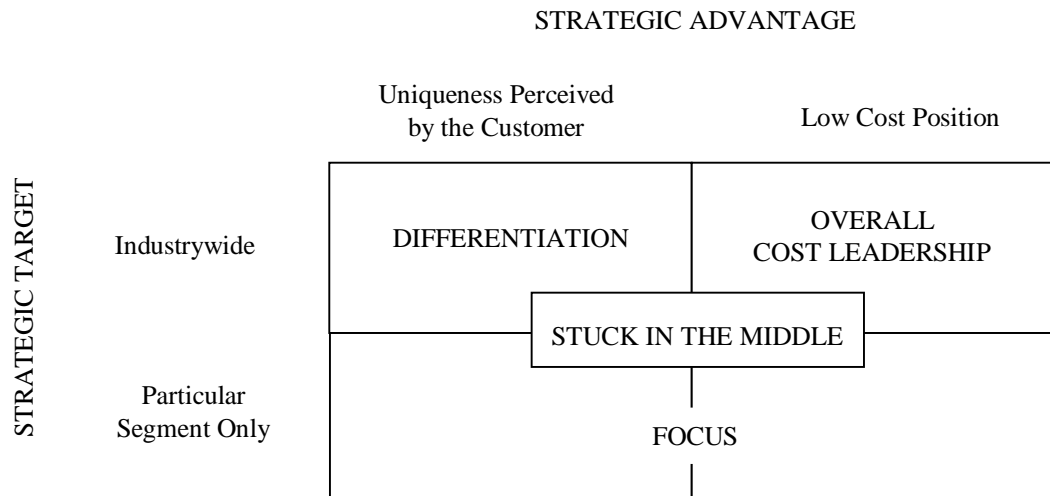 STRATEGIC ADVANTAGE
Uniqueness Perceived
by the Customer
Low Cost Position
STRATEGIC TARGET
Industrywide
DIFFERENTIATION
OVERALL
COST LEADERSHIP
STUCK IN THE MIDDLE
Particular
Segment Only
FOCUS